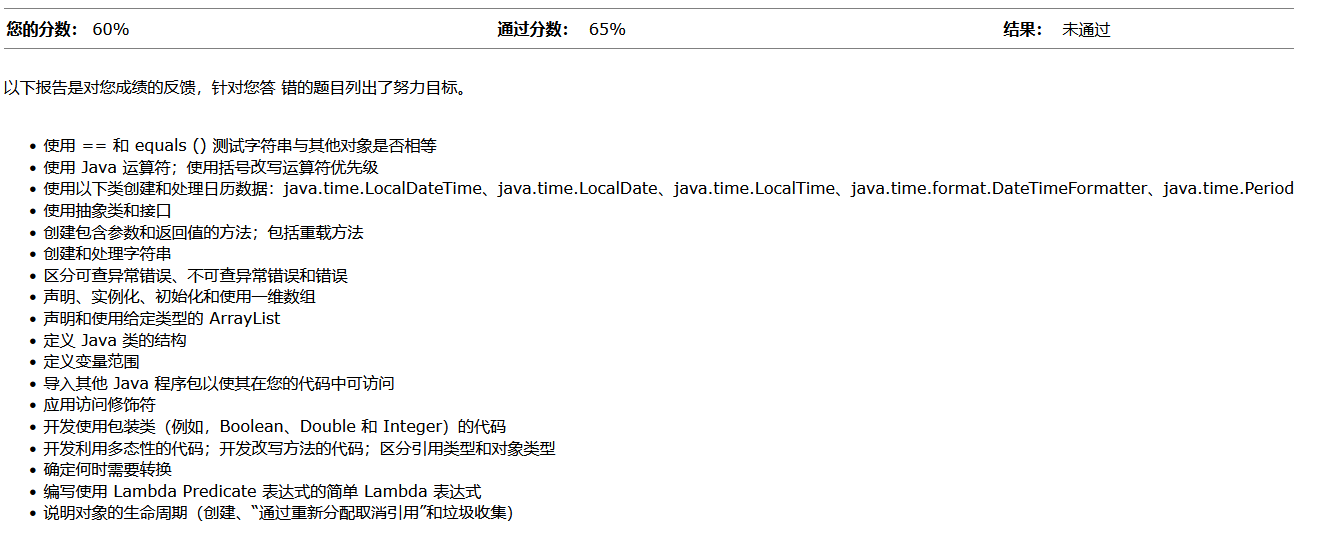 您的分数： 60% 通过分数： 65% 结果： 未通过
以下报告是对您成绩的反馈，针对您答 错的题目列出了努力目标。
• 使用 == 和 equals () 测试字符串与其他对象是否相等
• 使用 Java 运算符；使用括号改写运算符优先级
• 使用以下类创建和处理日历数据：java.time.LocalDateTime、java.time.LocalDate、java.time.LocalTime、java.time.format.DateTimeFormatter、java.time.Period
• 使用抽象类和接口
• 创建包含参数和返回值的方法；包括重载方法
• 创建和处理字符串
• 区分可查异常错误、不可查异常错误和错误
• 声明、实例化、初始化和使用一维数组
• 声明和使用给定类型的 ArrayList
• 定义 Java 类的结构
• 定义变量范围
• 导入其他 Java 程序包以使其在您的代码中可访问
• 应用访问修饰符
• 开发使用包装类（例如，Boolean、Double 和 Integer）的代码
• 开发利用多态性的代码；开发改写方法的代码；区分引用类型和对象类型
• 确定何时需要转换
• 编写使用 Lambda Predicate 表达式的简单 Lambda 表达式
• 说明对象的生命周期（创建、“通过重新分配取消引用”和垃圾收集）